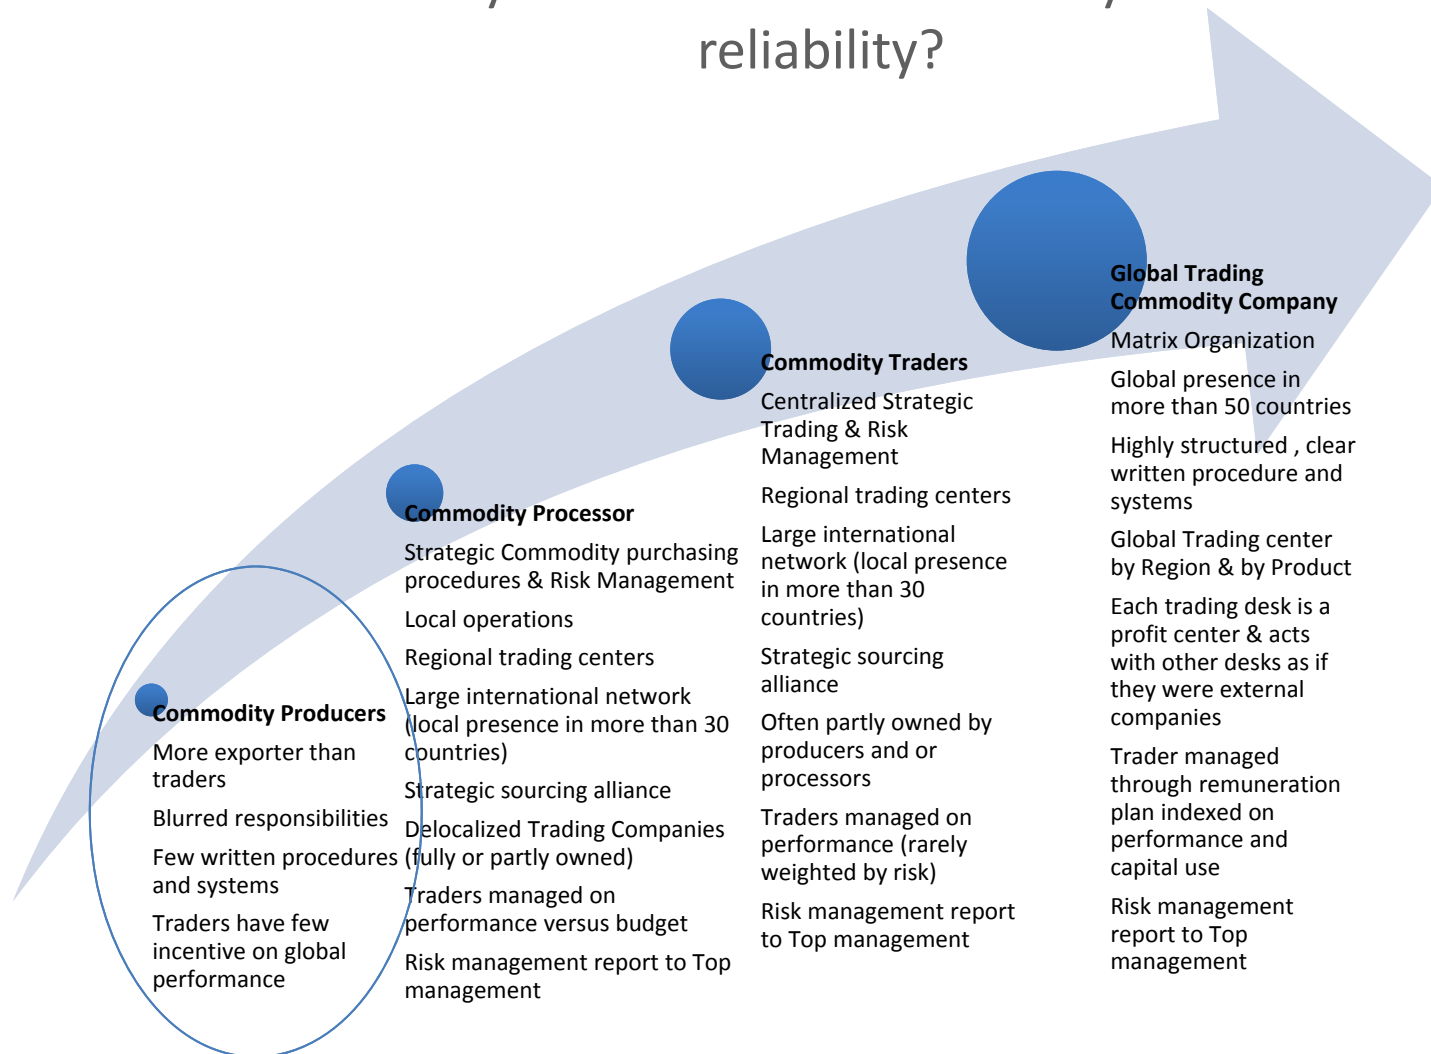 reliability?
Global Trading
Commodity Company
Matrix Organization
Global presence in
more than 50 countries
Highly structured , clear
written procedure and
systems
Global Trading center
by Region & by Product
Each trading desk is a
profit center & acts
with other desks as if
they were external
companies
Trader managed
through remuneration
plan indexed on
performance and
capital use
Risk management
report to Top
management
Commodity Traders
Centralized Strategic
Trading & Risk
Management
Regional trading centers
Large international
network (local presence
in more than 30
countries)
Strategic sourcing
alliance
Often partly owned by
producers and or
processors
Traders managed on
performance (rarely
weighted by risk)
Risk management report
to Top management
Commodity Processor
Strategic Commodity purchasing
procedures & Risk Management
Local operations
Regional trading centers
Large international network
(local presence in more than 30
countries)
Strategic sourcing alliance
Delocalized Trading Companies
(fully or partly owned)
Traders managed on
performance versus budget
Risk management report to Top
management
Commodity Producers
More exporter than
traders
Blurred responsibilities
Few written procedures
and systems
Traders have few
incentive on global
performance